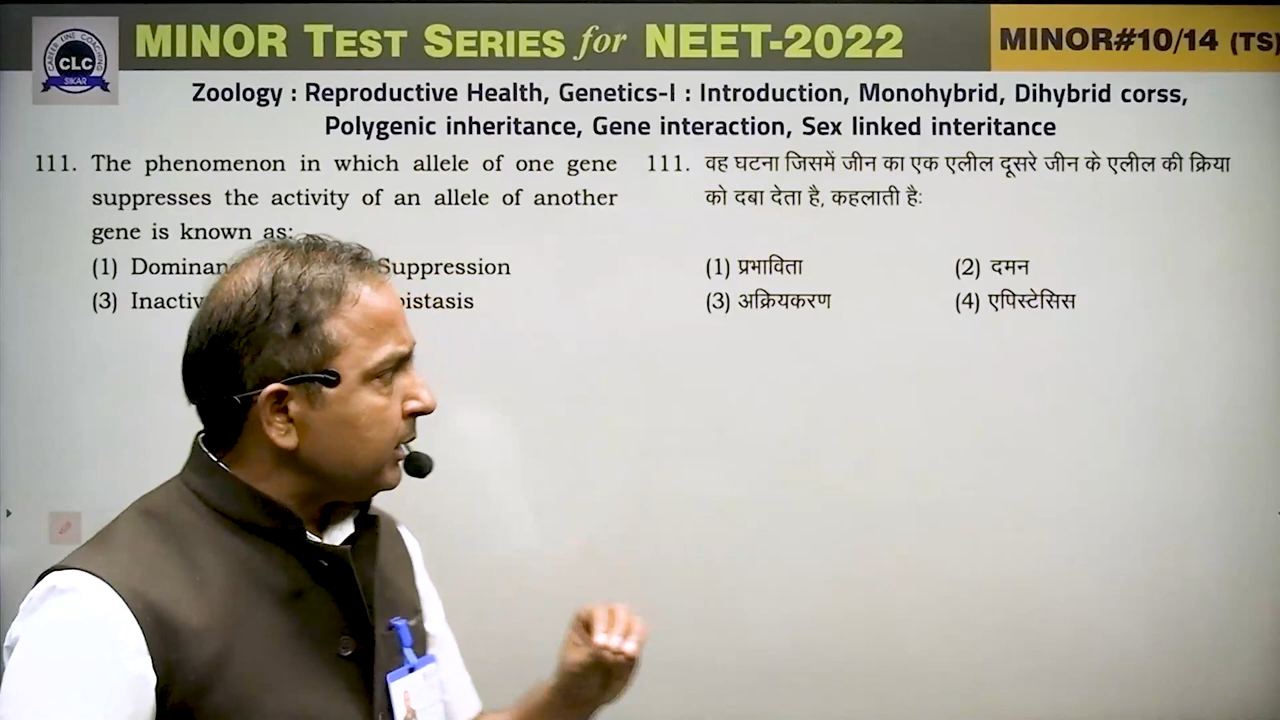 MINOR TEST SERIES for NEET-2022
MINOR#10/14 (TS)
CAREER LINE COACHING
CLC
SIKAR
Zoology : Reproductive Health, Genetics-I : Introduction, Monohybrid, Dihybrid corss,
Polygenic inheritance, Gene interaction, Sex linked interitance
111. The phenomenon in which allele of one gene
suppresses the activity of an allele of another
gene is known as:
(1) Dominan Suppression
(3) Inactiv pistasis
111. वह घटना जिसमें जीन का एक एलील दूसरे जीन के एलील की क्रिया
को दबा देता है, कहलाती है:
(1) प्रभाविता (2) दमन
(3) अक्रियकरण (4) एपिस्टेसिस